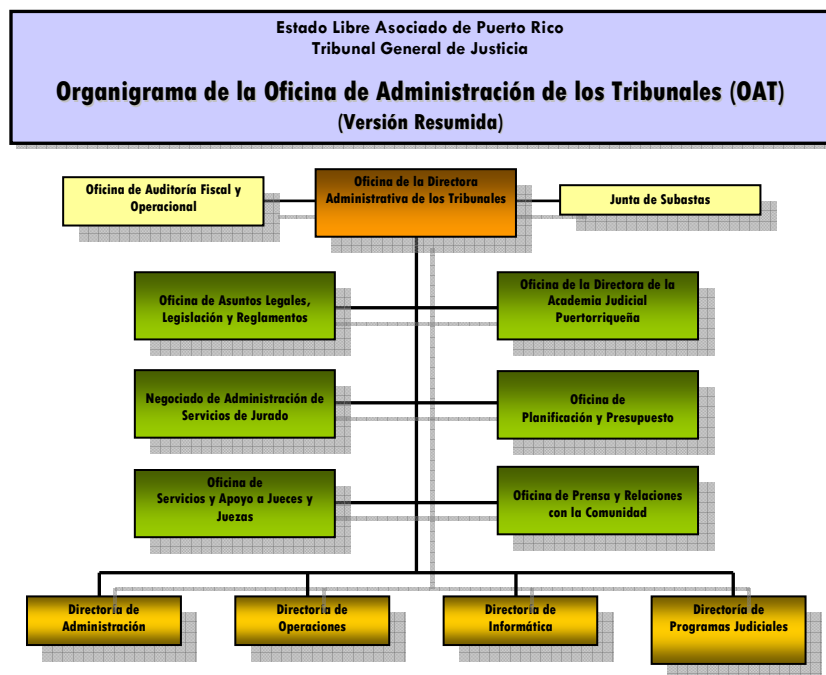 Estado Libre Asociado de Puerto Rico
Tribunal General de Justicia
Organigrama de la Oficina de Administración de los Tribunales (OAT)
(Versión Resumida)
Oficina de Auditoría Fiscal y
Operacional
Oficina de la Directora
Administrativa de los Tribunales
Junta de Subastas
Oficina de Asuntos Legales,
Legislación y Reglamentos
Oficina de la Directora de la
Academia Judicial
Puertorriqueña
Negociado de Administración de
Servicios de Jurado
Oficina de
Planificación y Presupuesto
Oficina de
Servicios y Apoyo a Jueces y
Juezas
Oficina de Prensa y Relaciones
con la Comunidad
Directoría de
Administración
Directoría de
Operaciones
Directoría de
Informática
Directoría de
Programas Judiciales